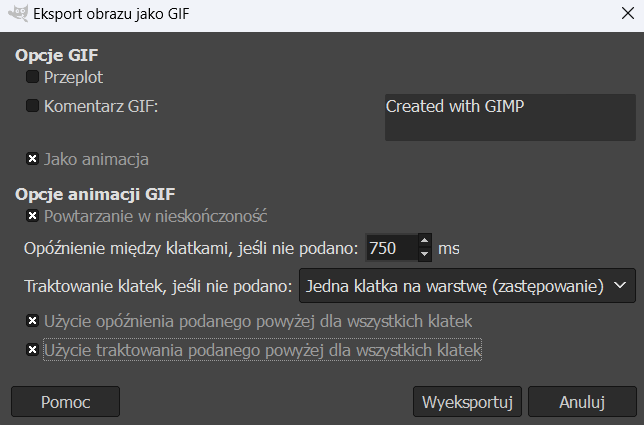 Eksport obrazu jako GIF
Opcje GIF
Przeplot
Komentarz GIF:
Created with GIMP
Jako animacja
Opcje animacji GIF
Powtarzanie w nieskończoność
Opóźnienie między klatkami, jeśli nie podano: 750 ms
Traktowanie klatek, jeśli nie podano: Jedna klatka na warstwę (zastępowanie)
Użycie opóźnienia podanego powyżej dla wszystkich klatek
Użycie traktowania podanego powyżej dla wszystkich klatek
Pomoc
Wyeksportuj
Anuluj